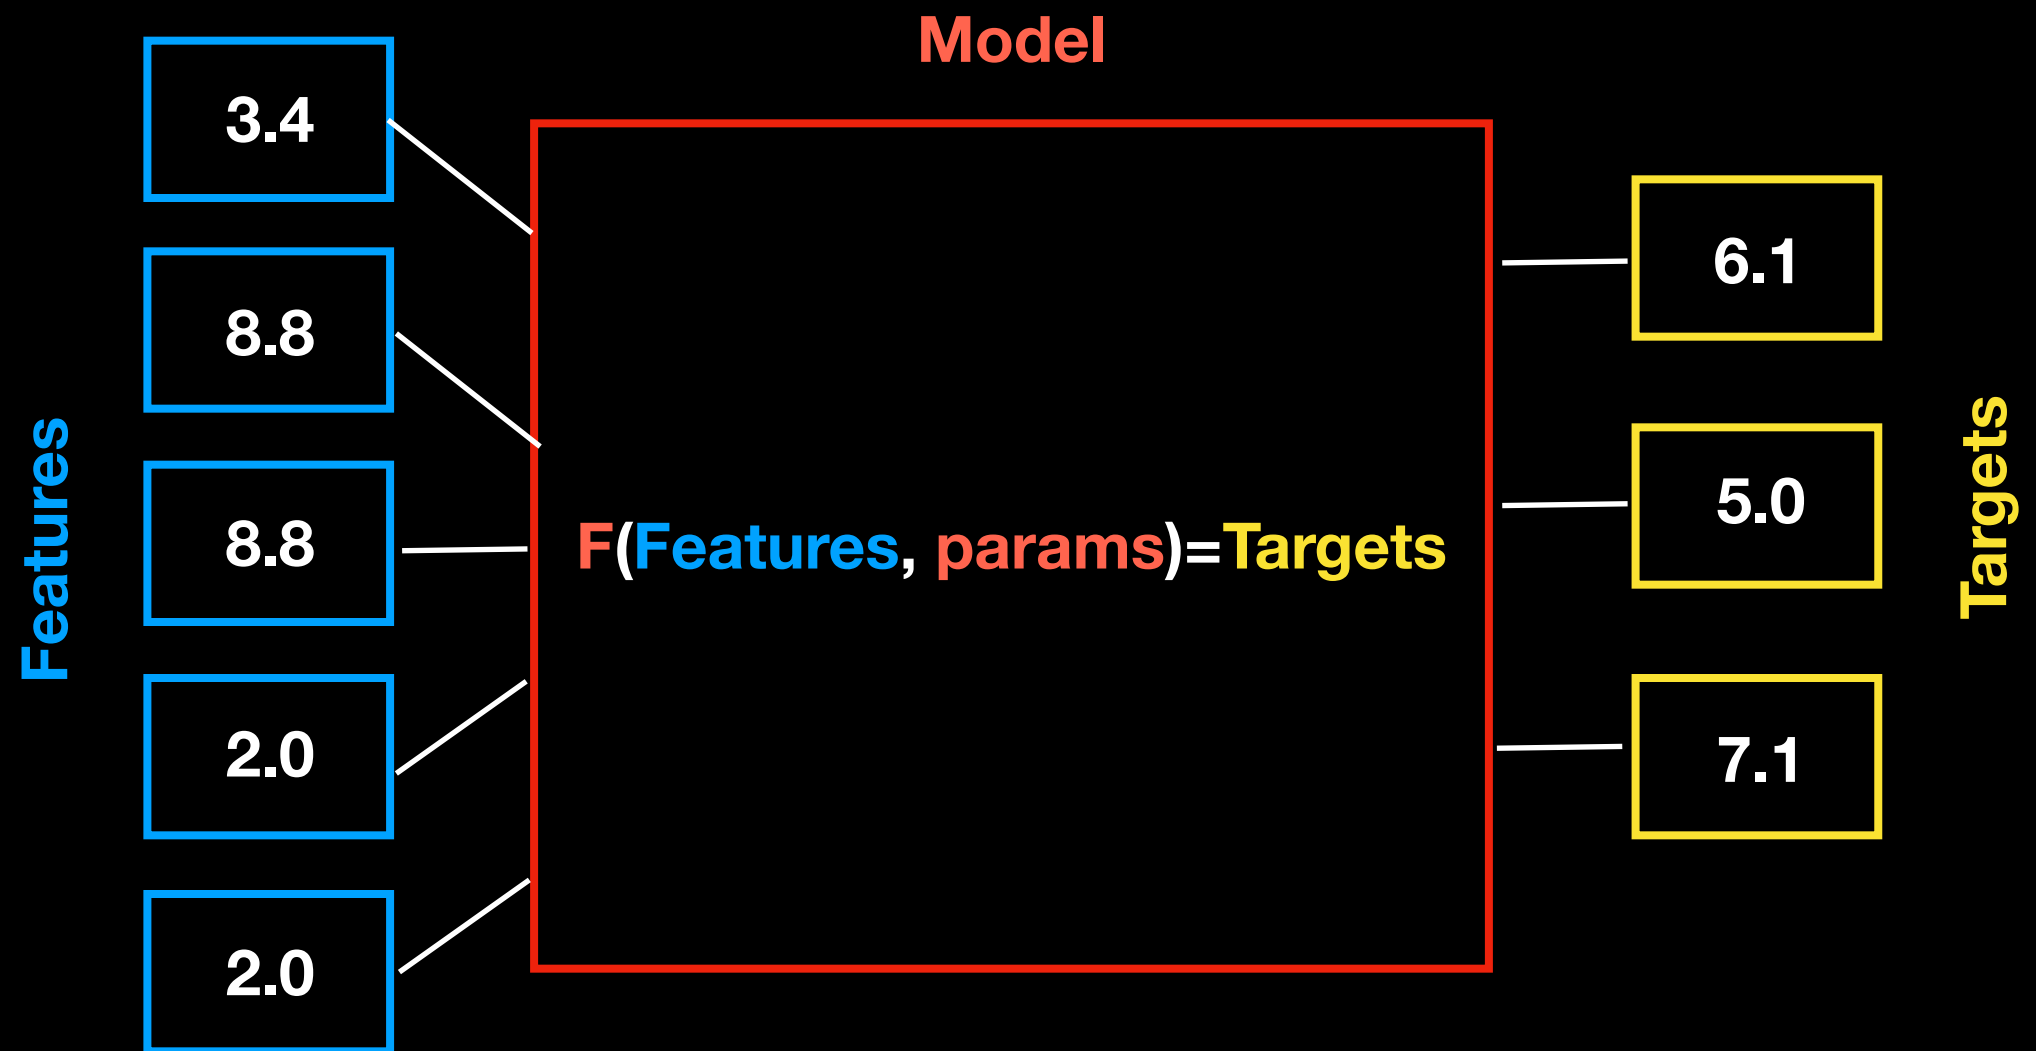 Model
Features
3.4
8.8
8.8
2.0
2.0
F(Features, params)=Targets
6.1
5.0
7.1
Targets